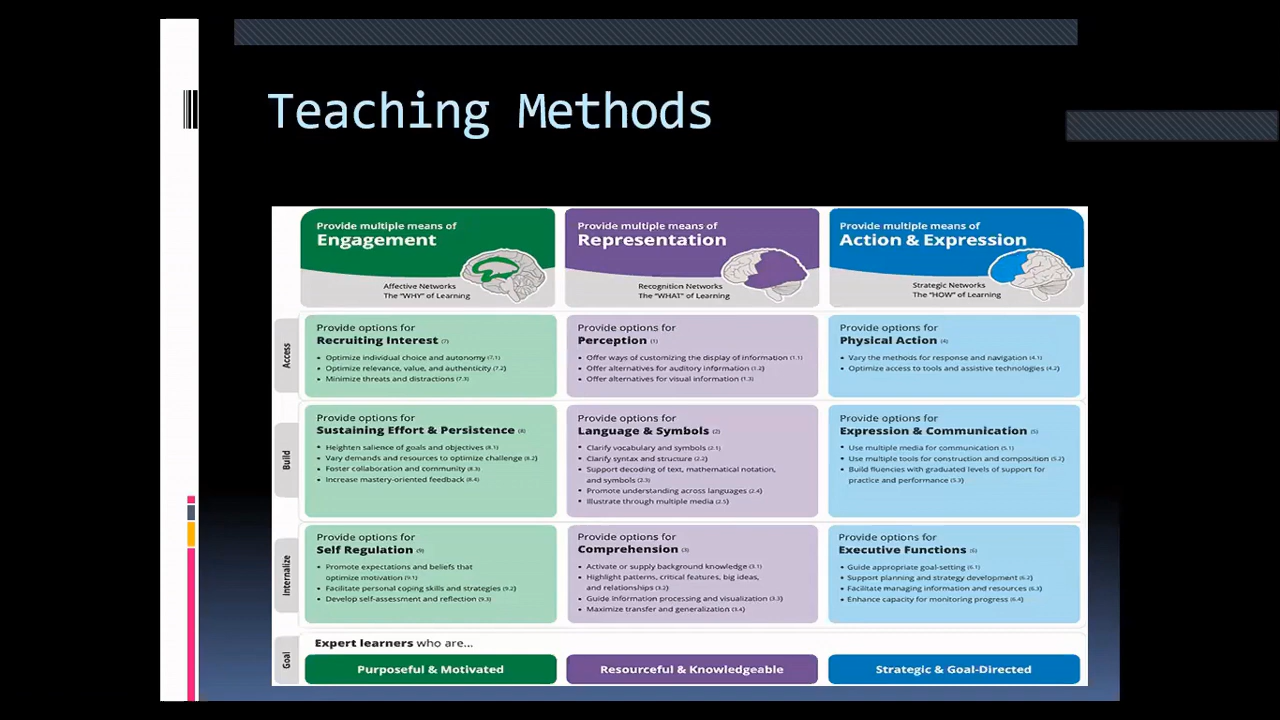 Teaching Methods
Provide multiple means of
Engagement
Affective Networks
The "WHY" of Learning
Provide multiple means of
Representation
Recognition Networks
The "WHAT" of Learning
Provide multiple means of
Action & Expression
Strategic Networks
The "HOW" of Learning
Access
Provide options for
Recruiting Interest (7)
• Optimize individual choice and autonomy (7.1)
• Optimize relevance, value, and authenticity (7.2)
• Minimize threats and distractions (7.3)
Provide options for
Perception (1)
• Offer ways of customizing the display of information (1.1)
• Offer alternatives for auditory information (1.2)
• Offer alternatives for visual information (1.3)
Provide options for
Physical Action (4)
• Vary the methods for response and navigation (4.1)
• Optimize access to tools and assistive technologies (4.2)
Build
Provide options for
Sustaining Effort & Persistence (8)
• Heighten salience of goals and objectives (8.1)
• Vary demands and resources to optimize challenge (8.2)
• Foster collaboration and community (8.3)
• Increase mastery-oriented feedback (8.4)
Provide options for
Language & Symbols (2)
• Clarify vocabulary and symbols (2.1)
• Clarify syntax and structure (2.2)
• Support decoding of text, mathematical notation,
and symbols (2.3)
• Promote understanding across languages (2.4)
• Illustrate through multiple media (2.5)
Provide options for
Expression & Communication (5)
• Use multiple media for communication (5.1)
• Use multiple tools for construction and composition (5.2)
• Build fluencies with graduated levels of support for
practice and performance (5.3)
Internalize
Provide options for
Self Regulation (9)
• Promote expectations and beliefs that
optimize motivation (9.1)
• Facilitate personal coping skills and strategies (9.2)
• Develop self-assessment and reflection (9.3)
Provide options for
Comprehension (3)
• Activate or supply background knowledge (3.1)
• Highlight patterns, critical features, big ideas,
and relationships (3.2)
• Guide information processing and visualization (3.3)
• Maximize transfer and generalization (3.4)
Provide options for
Executive Functions (6)
• Guide appropriate goal-setting (6.1)
• Support planning and strategy development (6.2)
• Facilitate managing information and resources (6.3)
• Enhance capacity for monitoring progress (6.4)
Goal
Expert learners who are...
Purposeful & Motivated
Resourceful & Knowledgeable
Strategic & Goal-Directed